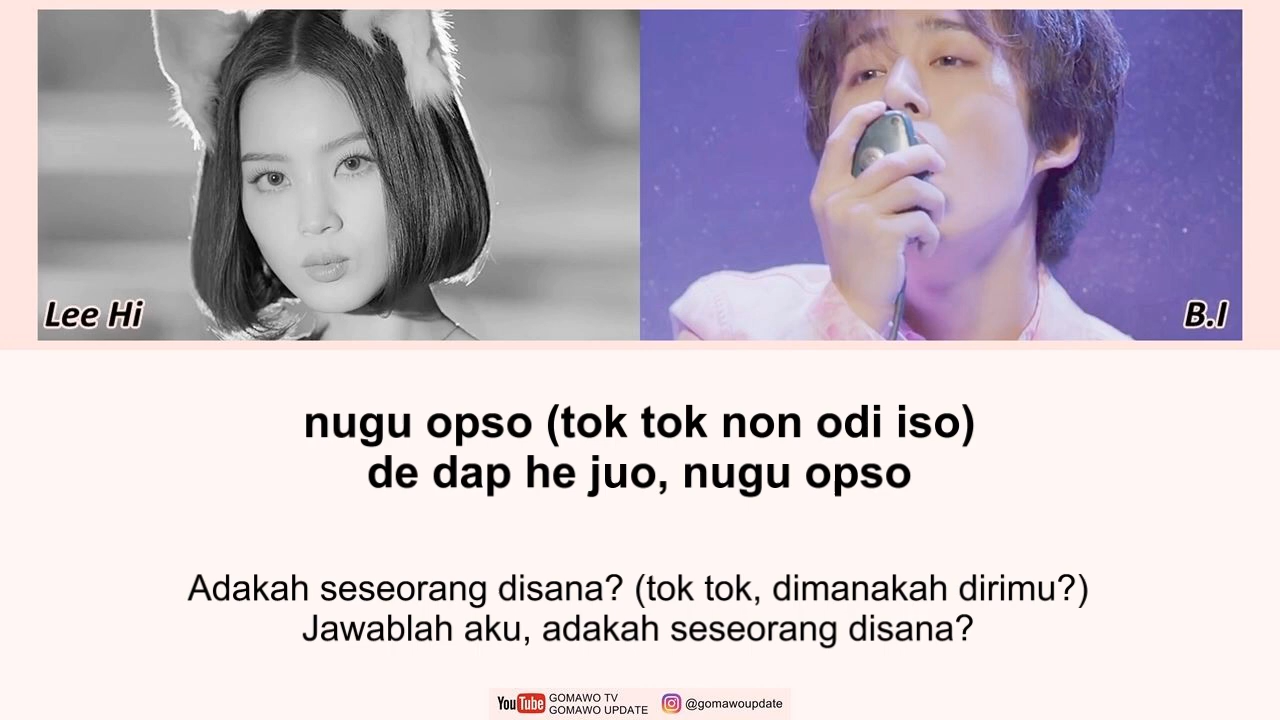 Lee Hi
B.I
nugu opso (tok tok non odi iso)
de dap he juo, nugu opso
Adakah seseorang disana? (tok tok, dimanakah dirimu?)
Jawablah aku, adakah seseorang disana?
YouTube GOMAWO TV
GOMAWO UPDATE
@gomawoupdate